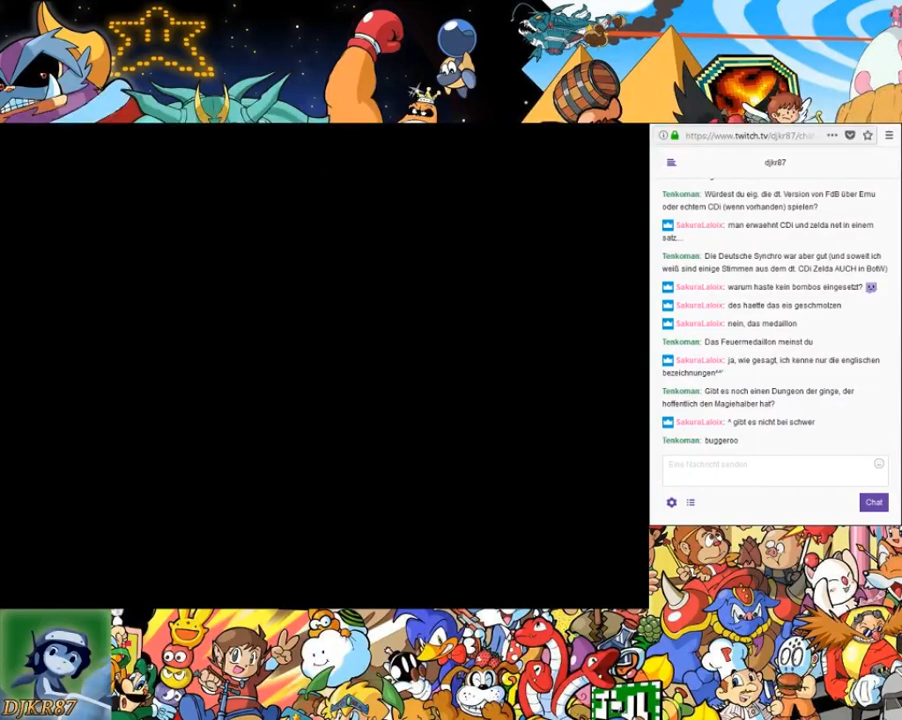 https://www.twitch.tv/djkr87/cha
djkr87
Tenkoman: Würdest du eig. die dt. Version von FdB über Emu
oder echtem CDi (wenn vorhanden) spielen?
SakuraLaloix: man erwaehnt CDi und zelda net in einem
satz...
Tenkoman: Die Deutsche Synchro war aber gut (und soweit ich
weiß sind einige Stimmen aus dem dt. CDi Zelda AUCH in BotW)
SakuraLaloix: warum haste kein bombos eingesetzt?
SakuraLaloix: des haette das eis geschmolzen
SakuraLaloix: nein, das medaillon
Tenkoman: Das Feuermedaillon meinst du
SakuraLaloix: ja, wie gesagt, ich kenne nur die englischen
bezeichnungen^^'
Tenkoman: Gibt es noch einen Dungeon der ginge, der
hoffentlich den Magiehalber hat?
SakuraLaloix: ^ gibt es nicht bei schwer
Tenkoman: buggeroo
Eine Nachricht senden
Chat
DJKR87